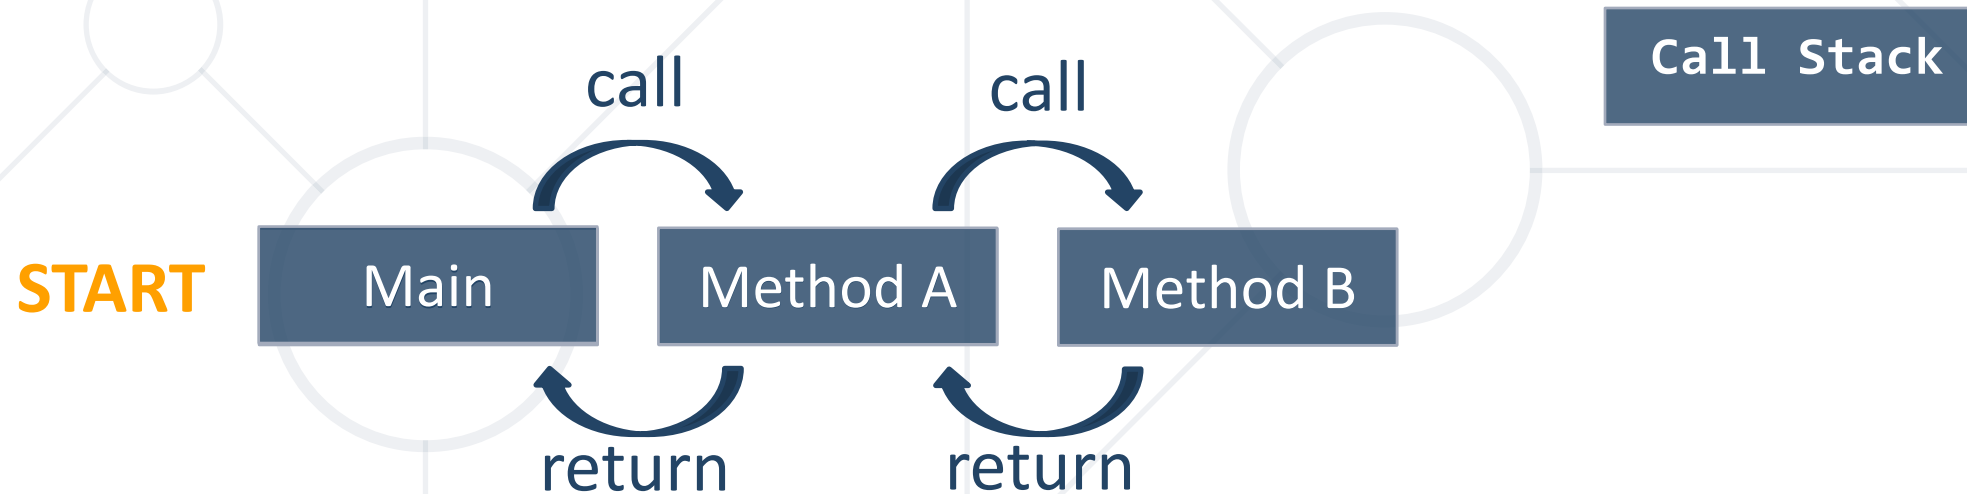 Call Stack
call
call
START
Main
Method A
Method B
return
return